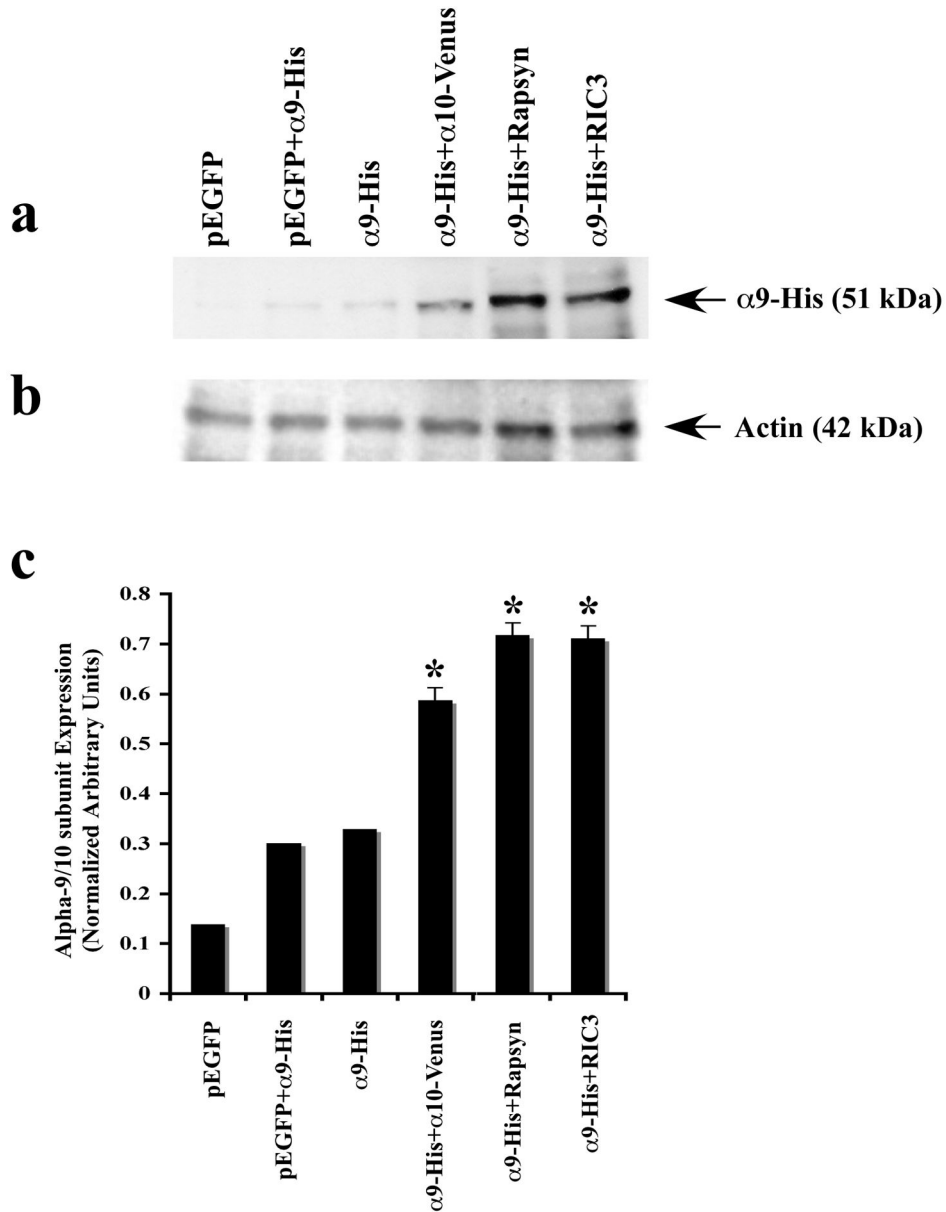 a
pEGFP
pEGFP+α9-His
α9-His
α9-His+α10-Venus
α9-His+Rapsyn
α9-His+RIC3
α9-His (51 kDa)
b
Actin (42 kDa)
c
Alpha-9/10 subunit Expression
(Normalized Arbitrary Units)
0.8
0.7
0.6
0.5
0.4
0.3
0.2
0.1
0
*
*
*
pEGFP
pEGFP+α9-His
α9-His
α9-His+α10-Venus
α9-His+Rapsyn
α9-His+RIC3